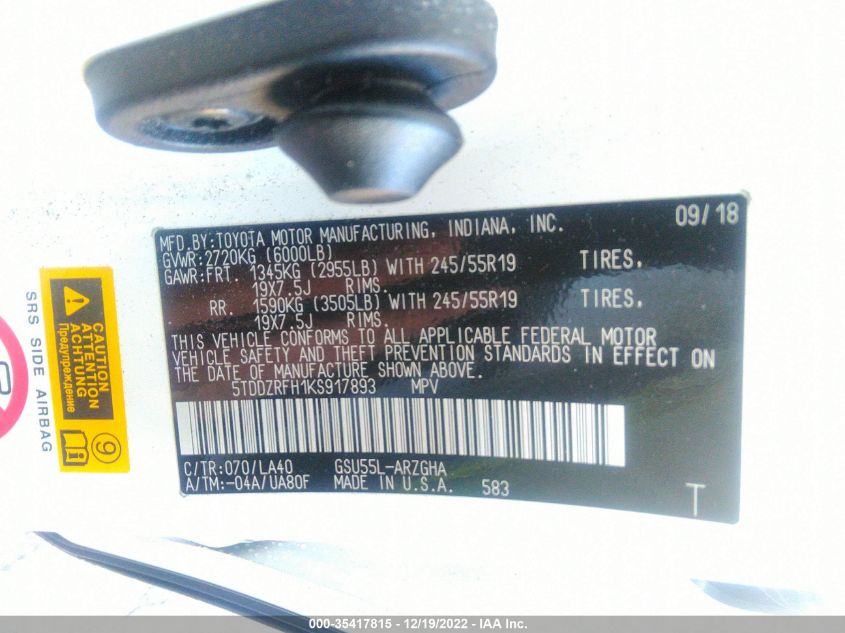 09/18
MFD.BY:TOYOTA MOTOR MANUFACTURING, INDIANA, INC.
GVWR:2720KG (6000LB)
GAWR:FRT. 1345KG (2955LB) WITH 245/55R19 TIRES.
19X7.5J RIMS.
RR. 1590KG (3505LB) WITH 245/55R19 TIRES.
19X7.5J RIMS.
THIS VEHICLE CONFORMS TO ALL APPLICABLE FEDERAL MOTOR
VEHICLE SAFETY AND THEFT PREVENTION STANDARDS IN EFFECT ON
THE DATE OF MANUFACTURE SHOWN ABOVE.
5TDDZRFH1KS917893 MPV
C/TR:070/LA40 GSU55L-ARZGHA
A/TM:-04A/UA80F MADE IN U.S.A. 583
T
SRS SIDE AIRBAG
CAUTION
ATTENTION
ACHTUNG
Предупреждение
9
000-35417815 - 12/19/2022 - IAA Inc.